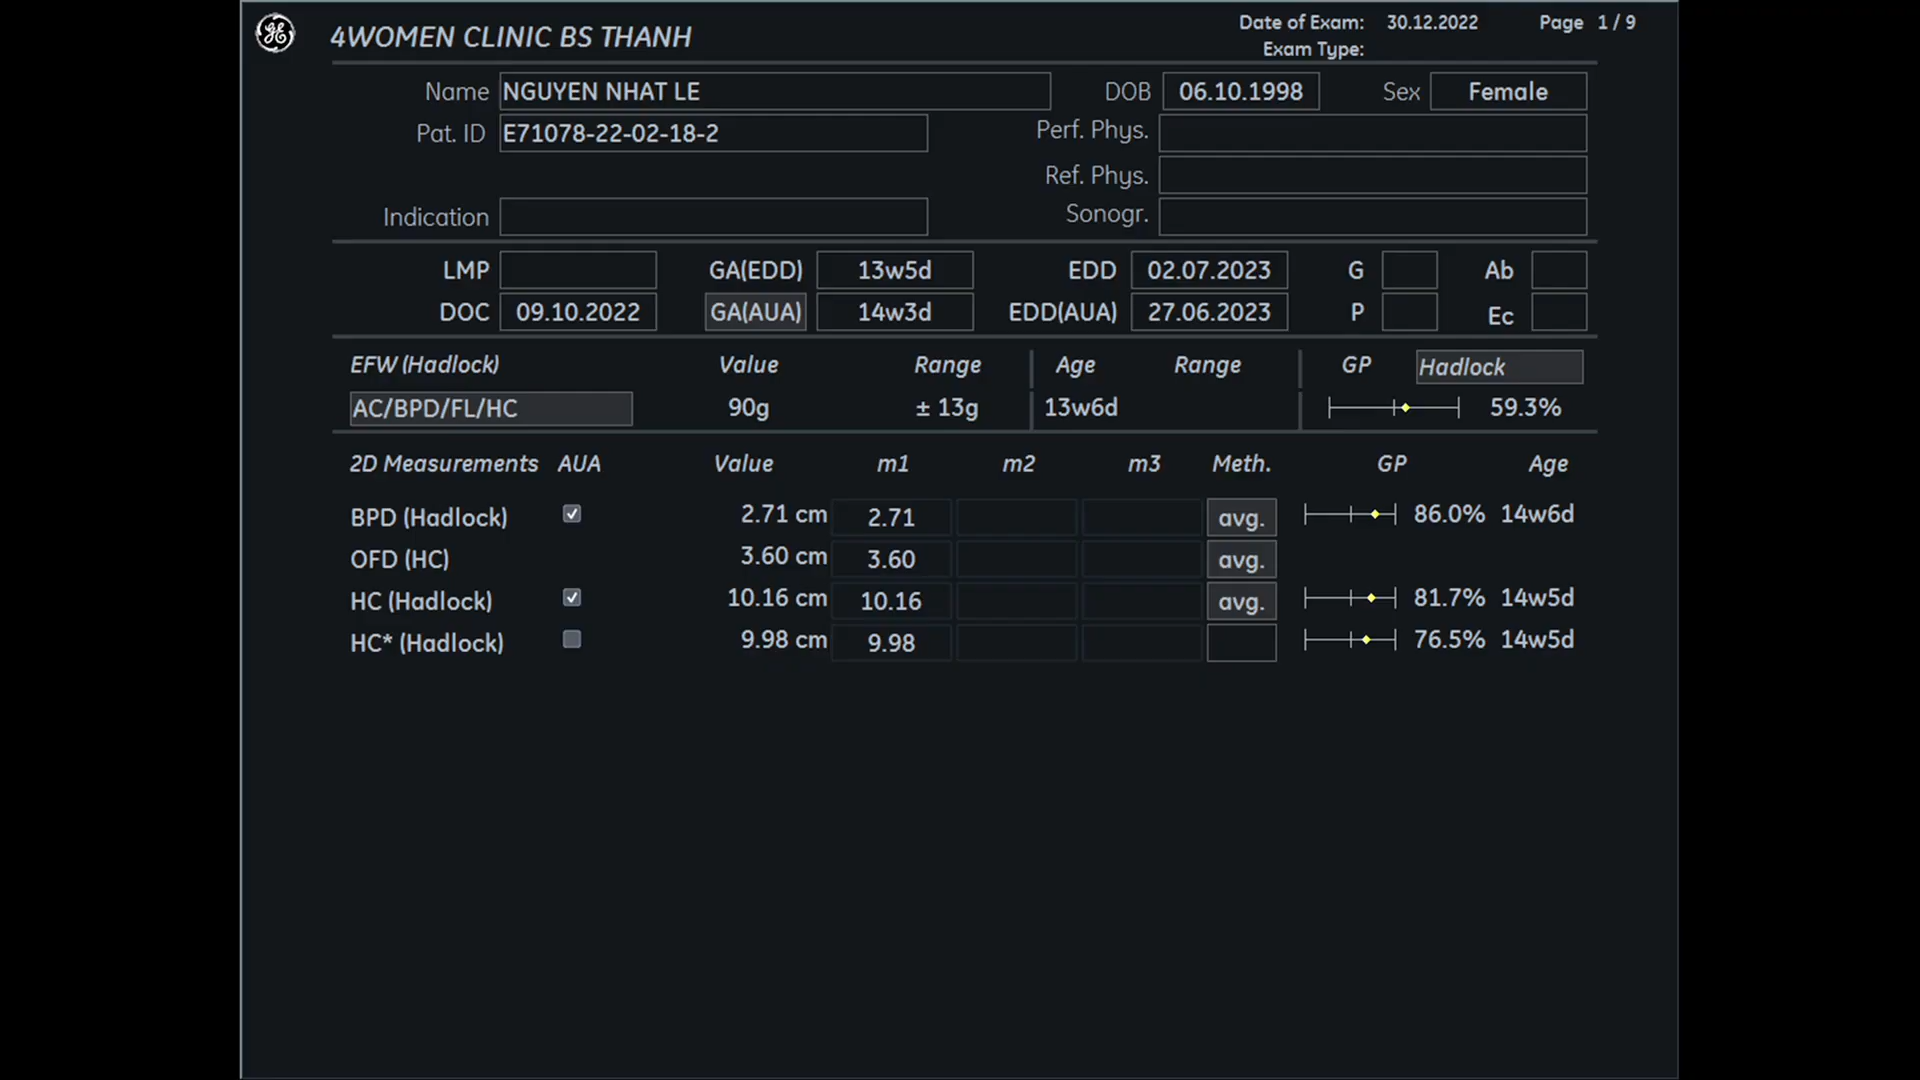 4WOMEN CLINIC BS THANH
Date of Exam: 30.12.2022 Page 1 / 9
Exam Type:
Name NGUYEN NHAT LE DOB 06.10.1998 Sex Female
Pat. ID E71078-22-02-18-2 Perf. Phys.
Ref. Phys.
Indication Sonogr.
LMP GA(EDD) 13w5d EDD 02.07.2023 G Ab
DOC 09.10.2022 GA(AUA) 14w3d EDD(AUA) 27.06.2023 P Ec
EFW (Hadlock) Value Range Age Range GP Hadlock
AC/BPD/FL/HC 90g ± 13g 13w6d 59.3%
2D Measurements AUA Value m1 m2 m3 Meth. GP Age
BPD (Hadlock) 2.71 cm 2.71 avg. 86.0% 14w6d
OFD (HC) 3.60 cm 3.60 avg.
HC (Hadlock) 10.16 cm 10.16 avg. 81.7% 14w5d
HC* (Hadlock) 9.98 cm 9.98 76.5% 14w5d